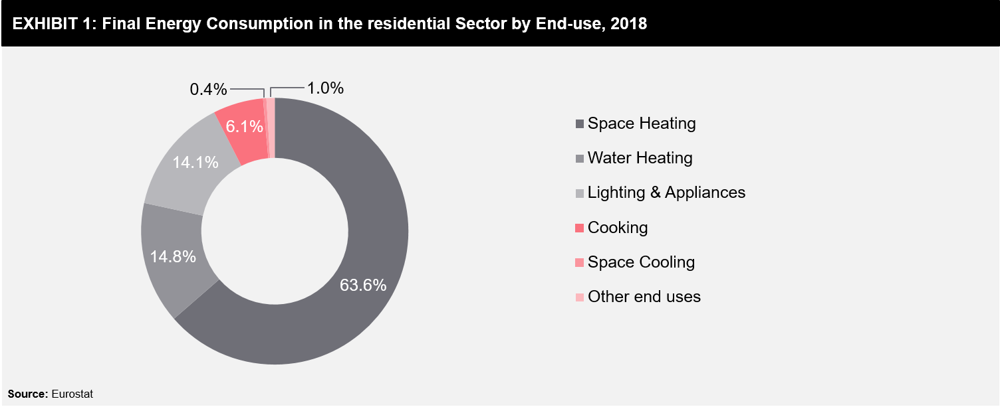 EXHIBIT 1: Final Energy Consumption in the residential Sector by End-use, 2018
0.4%
1.0%
6.1%
14.1%
14.8%
63.6%
Space Heating
Water Heating
Lighting & Appliances
Cooking
Space Cooling
Other end uses
Source: Eurostat